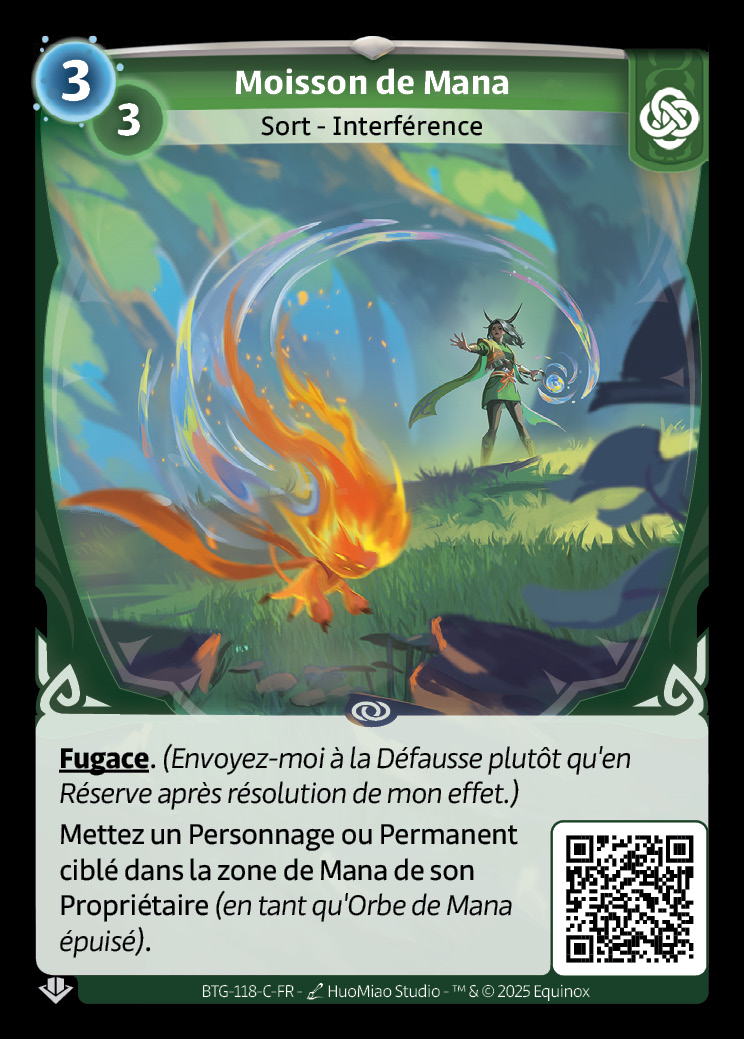 3
3
Moisson de Mana
Sort - Interférence
Fugace. (Envoyez-moi à la Défausse plutôt qu'en
Réserve après résolution de mon effet.)
Mettez un Personnage ou Permanent
ciblé dans la zone de Mana de son
Propriétaire (en tant qu'Orbe de Mana
épuisé).
BTG-118-C-FR - HuoMiao Studio - ™ & © 2025 Equinox